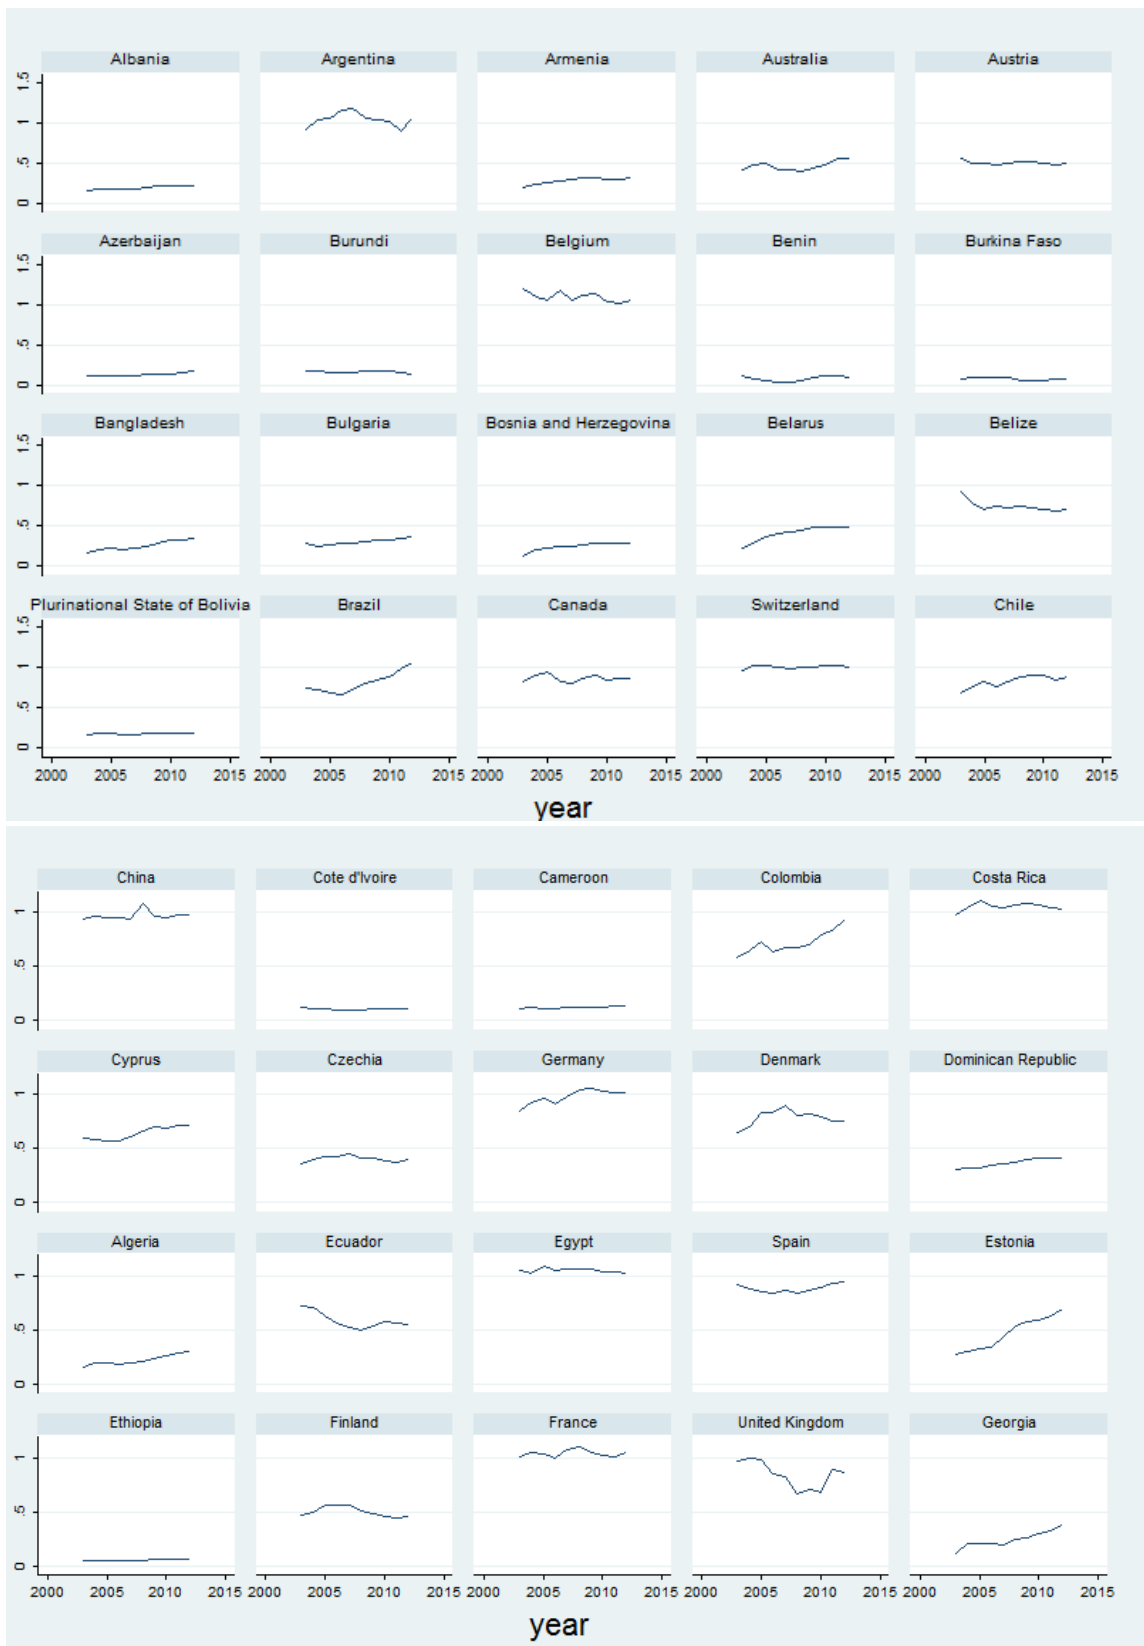 Albania Argentina Armenia Australia Austria
1.5
1
.5
0
Azerbaijan Burundi Belgium Benin Burkina Faso
1.5
1
.5
0
Bangladesh Bulgaria Bosnia and Herzegovina Belarus Belize
1.5
1
.5
0
Plurinational State of Bolivia Brazil Canada Switzerland Chile
1.5
1
.5
0
2000 2005 2010 2015 2000 2005 2010 2015 2000 2005 2010 2015 2000 2005 2010 2015 2000 2005 2010 2015
year
China Cote d'Ivoire Cameroon Colombia Costa Rica
1
.5
0
Cyprus Czechia Germany Denmark Dominican Republic
1
.5
0
Algeria Ecuador Egypt Spain Estonia
1
.5
0
Ethiopia Finland France United Kingdom Georgia
1
.5
0
2000 2005 2010 2015 2000 2005 2010 2015 2000 2005 2010 2015 2000 2005 2010 2015 2000 2005 2010 2015
year